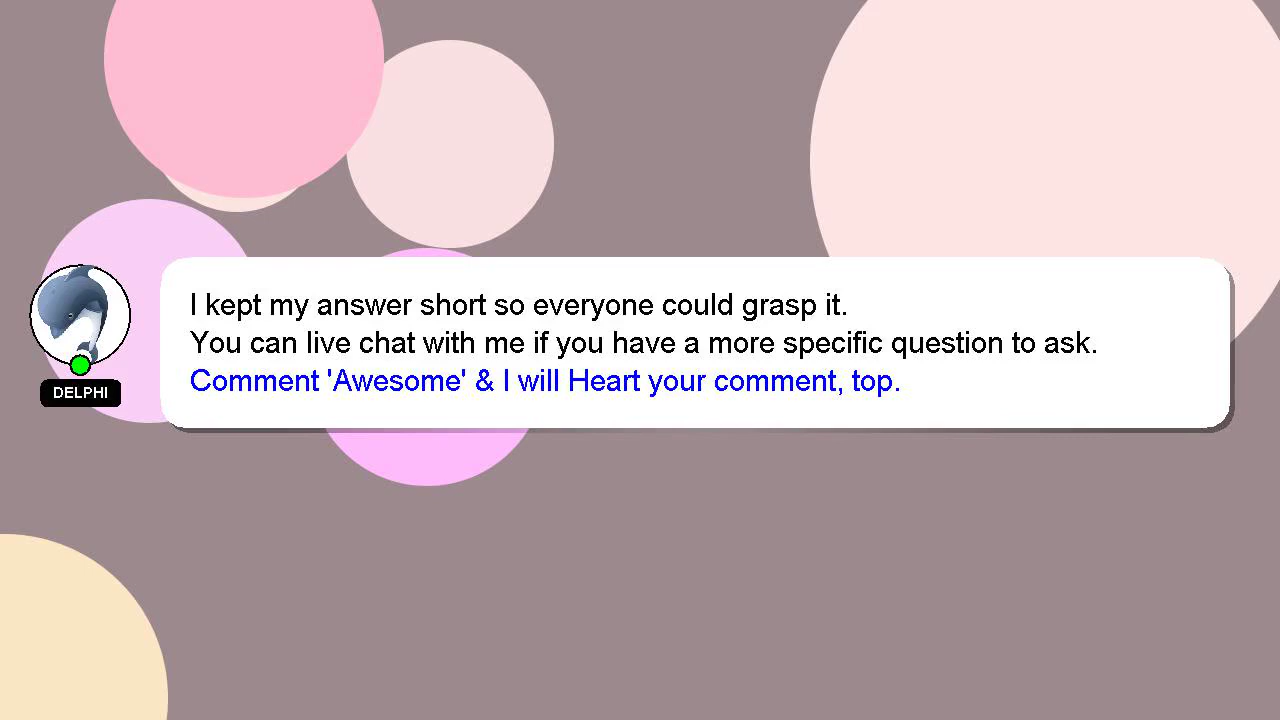 I kept my answer short so everyone could grasp it.
You can live chat with me if you have a more specific question to ask.
Comment 'Awesome' & I will Heart your comment, top.
DELPHI